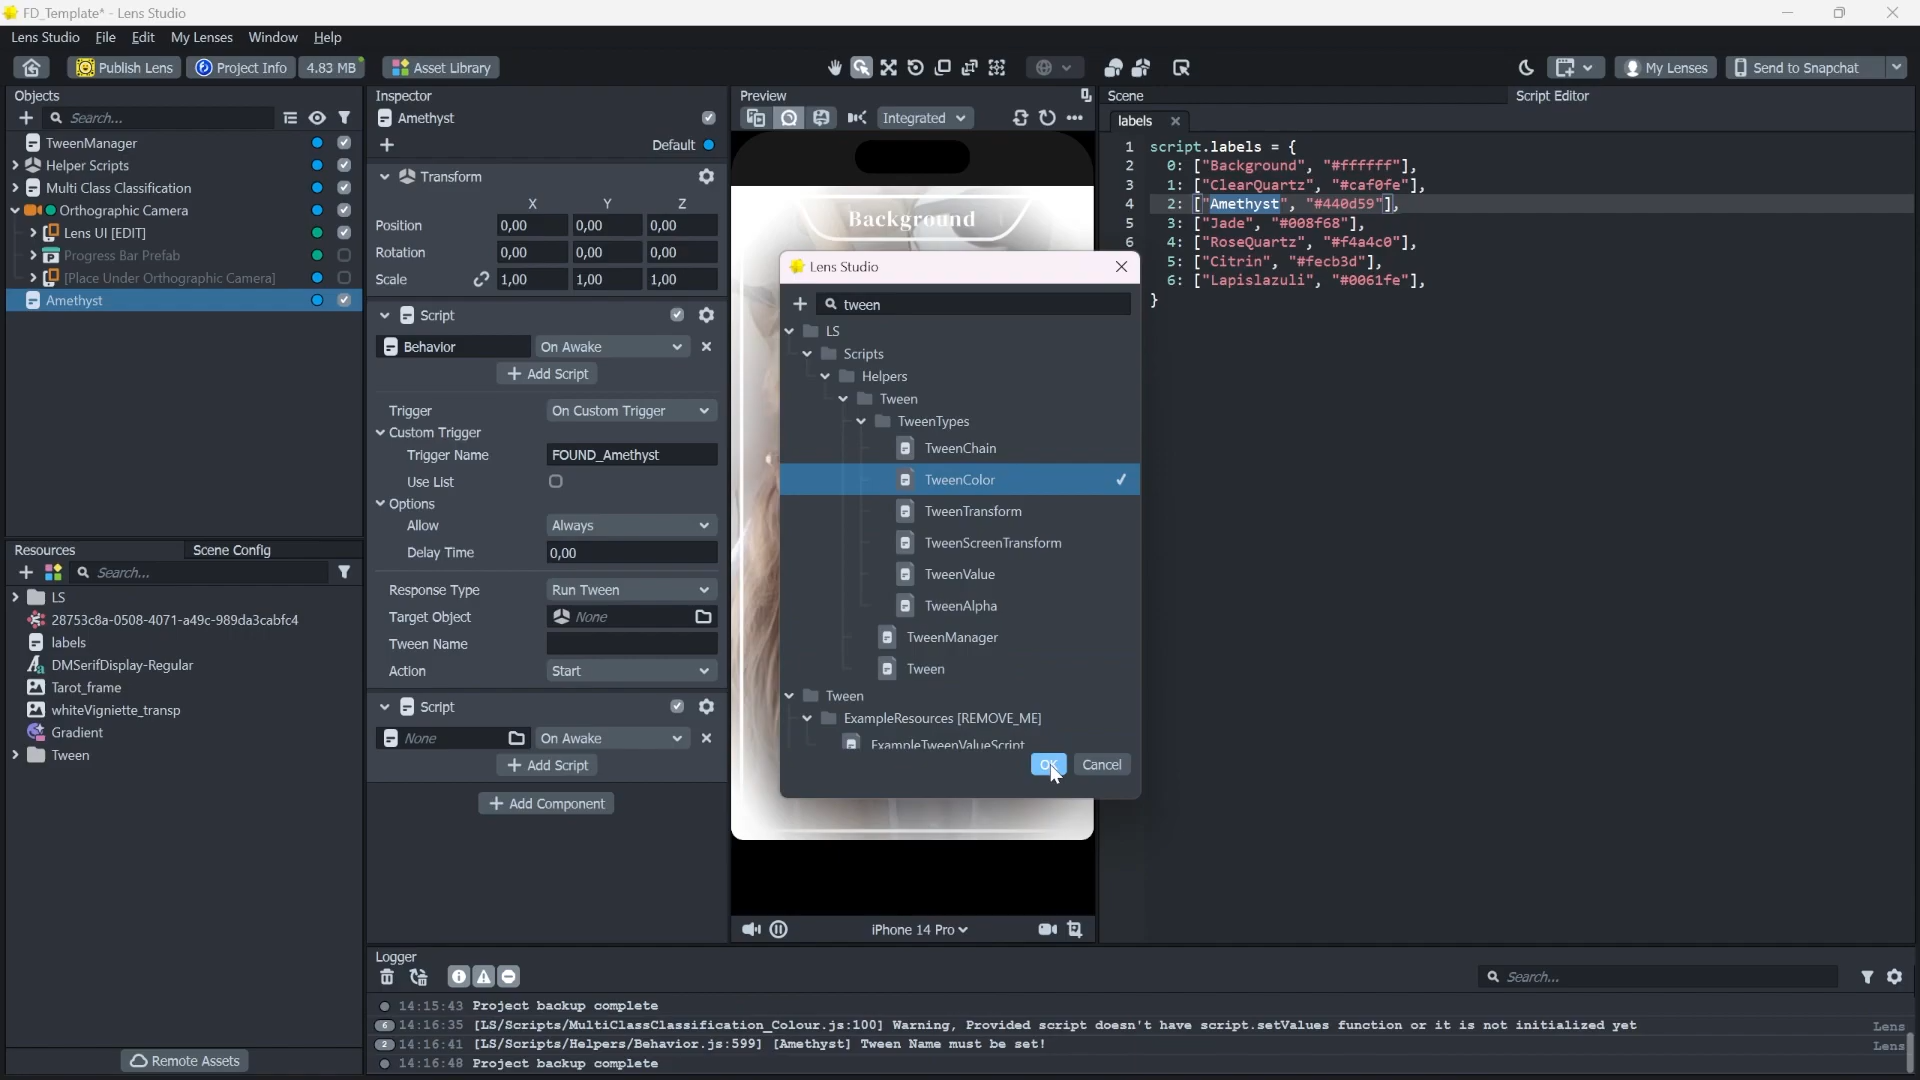 FD_Template* - Lens Studio
Lens Studio File Edit My Lenses Window Help
Publish Lens Project Info 4.83 MB Asset Library
My Lenses Send to Snapchat
Objects
Search...
TweenManager
Helper Scripts
Multi Class Classification
Orthographic Camera
Lens UI [EDIT]
Progress Bar Prefab
[Place Under Orthographic Camera]
Amethyst
Resources Scene Config
Search...
LS
28753c8a-0508-4071-a49c-989da3cabfc4
labels
DMSerifDisplay-Regular
Tarot_frame
whiteVigniette_transp
Gradient
Tween
Remote Assets
Inspector
Amethyst
Default
Transform
X Y Z
Position 0,00 0,00 0,00
Rotation 0,00 0,00 0,00
Scale 1,00 1,00 1,00
Script
Behavior On Awake
+ Add Script
Trigger On Custom Trigger
Custom Trigger
Trigger Name FOUND_Amethyst
Use List
Options
Allow Always
Delay Time 0,00
Response Type Run Tween
Target Object None
Tween Name
Action Start
Script
None On Awake
+ Add Script
+ Add Component
Preview
Integrated
Background
iPhone 14 Pro
Lens Studio
tween
LS
Scripts
Helpers
Tween
TweenTypes
TweenChain
TweenColor
TweenTransform
TweenScreenTransform
TweenValue
TweenAlpha
TweenManager
Tween
Tween
ExampleResources [REMOVE_ME]
ExampleTweenValueScript
OK Cancel
Scene Script Editor
labels
1 script.labels = {
2 0: ["Background", "#ffffff"],
3 1: ["ClearQuartz", "#caf0fe"],
4 2: ["Amethyst", "#440d59"],
5 3: ["Jade", "#008f68"],
6 4: ["RoseQuartz", "#f4a4c0"],
5: ["Citrin", "#fecb3d"],
6: ["Lapislazuli", "#0061fe"],
}
Logger
Search...
14:15:43 Project backup complete
6 14:16:35 [LS/Scripts/MultiClassClassification_Colour.js:100] Warning, Provided script doesn't have script.setValues function or it is not initialized yet Lens
2 14:16:41 [LS/Scripts/Helpers/Behavior.js:599] [Amethyst] Tween Name must be set! Lens
14:16:48 Project backup complete